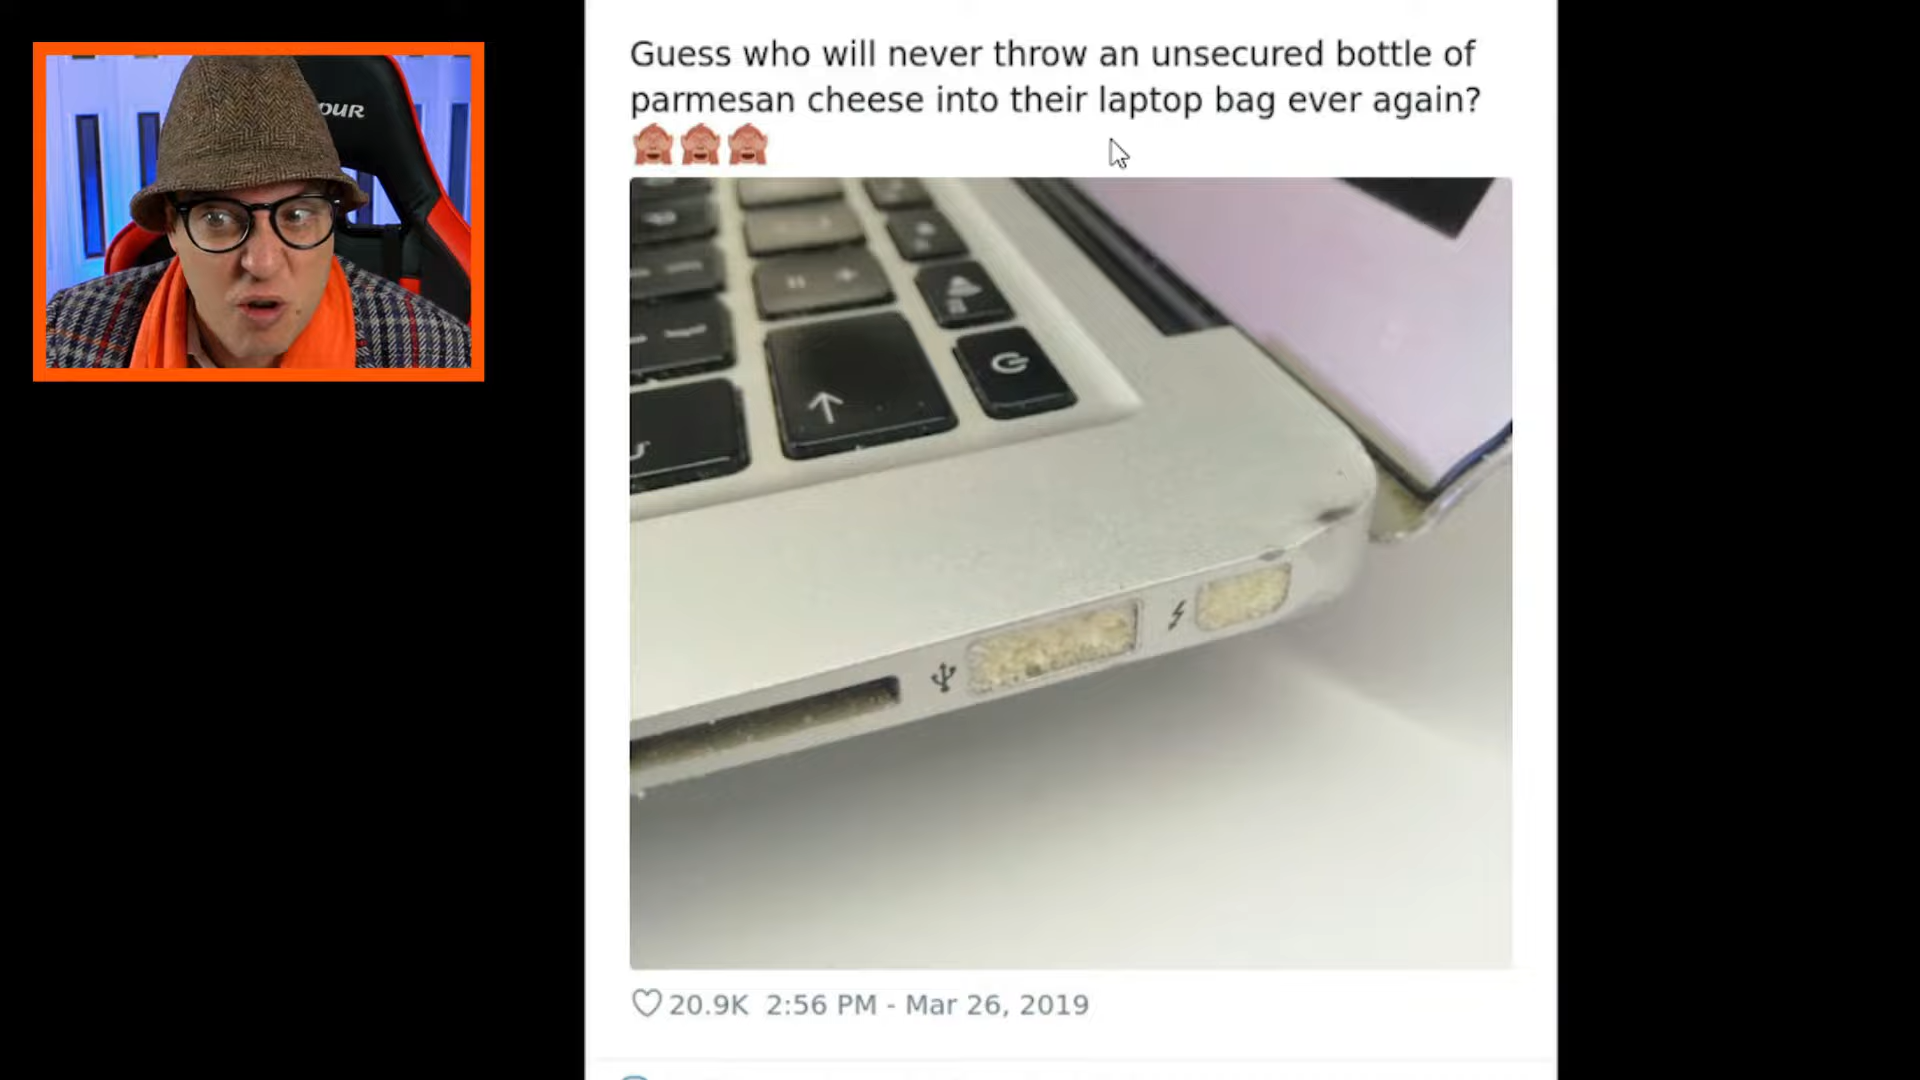 Guess who will never throw an unsecured bottle of
parmesan cheese into their laptop bag ever again?
20.9K 2:56 PM - Mar 26, 2019